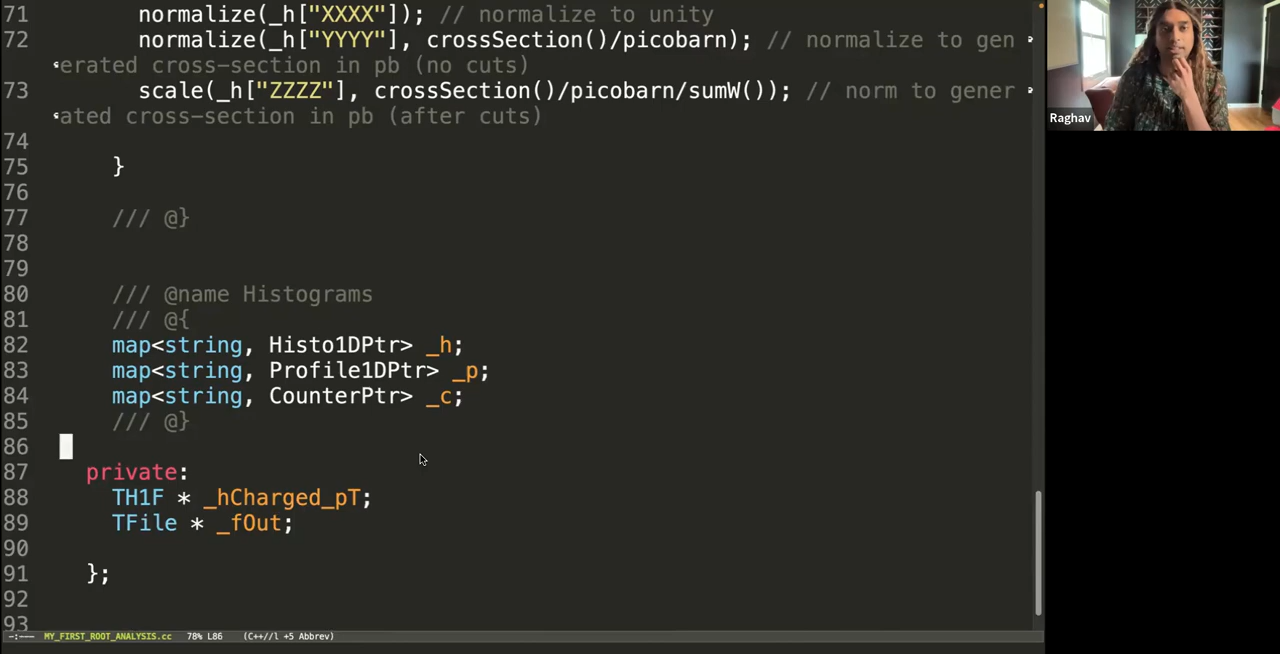 71 normalize(_h["XXXX"]); // normalize to unity
72 normalize(_h["YYYY"], crossSection()/picobarn); // normalize to gen
erated cross-section in pb (no cuts)
73 scale(_h["ZZZZ"], crossSection()/picobarn/sumW()); // norm to gener
ated cross-section in pb (after cuts)
74
75 }
76
77 /// @}
78
79
80 /// @name Histograms
81 /// @{
82 map<string, Histo1DPtr> _h;
83 map<string, Profile1DPtr> _p;
84 map<string, CounterPtr> _c;
85 /// @}
86
87 private:
88 TH1F * _hCharged_pT;
89 TFile * _fOut;
90
91 };
92
93
-:--- MY_FIRST_ROOT_ANALYSIS.cc 78% L86 (C++//l +5 Abbrev)
Raghav